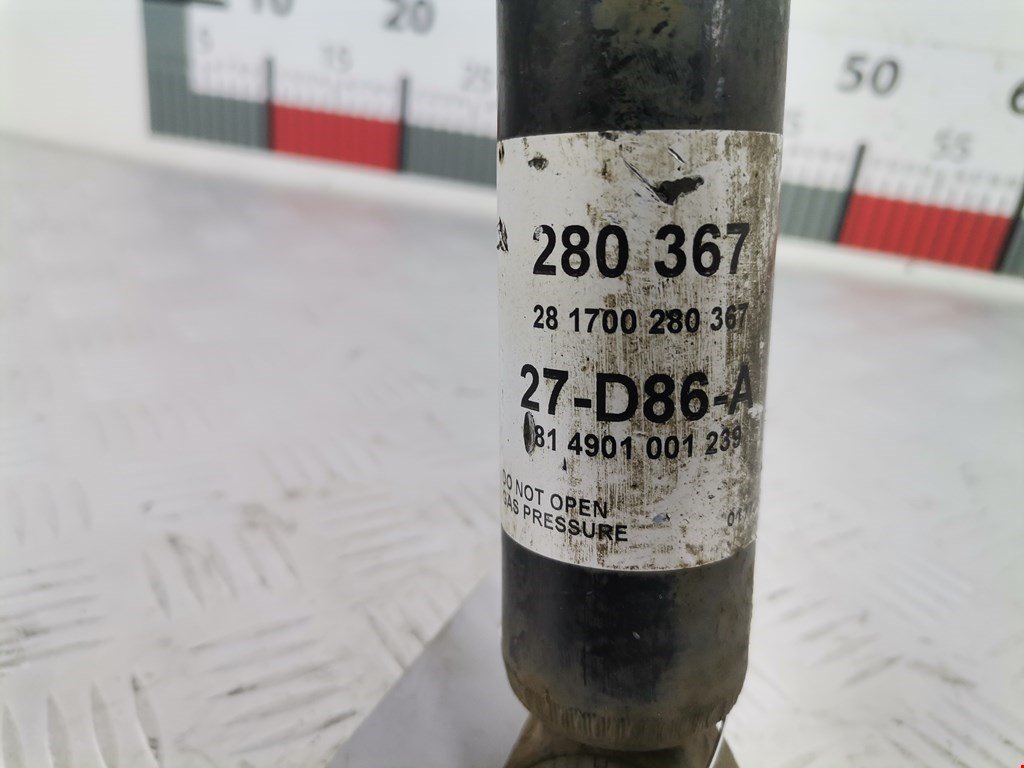 10 20
5 15 25
50
55
280 367
28 1700 280 367
27-D86-A
81 4901 001 239
DO NOT OPEN
GAS PRESSURE